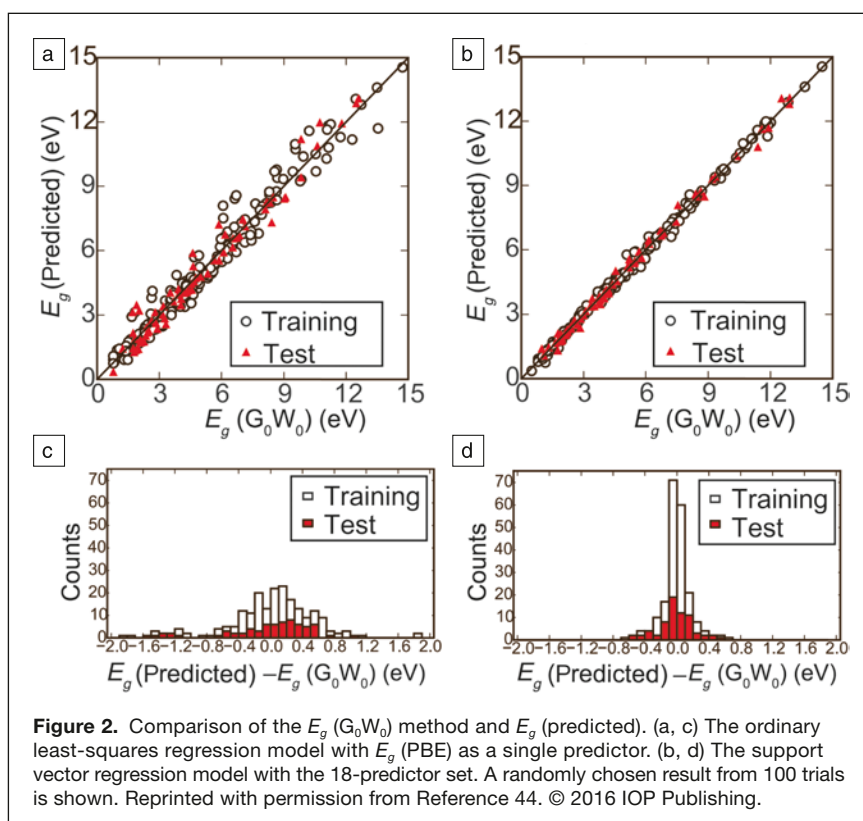 a
b
15
12
9
6
3
0
E_g (Predicted) (eV)
Training
Test
0 3 6 9 12 15
E_g (G₀W₀) (eV)
15
12
9
6
3
0
E_g (Predicted) (eV)
Training
Test
0 3 6 9 12 15
E_g (G₀W₀) (eV)
c
d
70
60
50
40
30
20
10
0
Counts
Training
Test
−2.0 −1.6 −1.2 −0.8 −0.4 0.0 0.4 0.8 1.2 1.6 2.0
E_g (Predicted) −E_g (G₀W₀) (eV)
70
60
50
40
30
20
10
0
Counts
Training
Test
−2.0 −1.6 −1.2 −0.8 −0.4 0.0 0.4 0.8 1.2 1.6 2.0
E_g (Predicted) −E_g (G₀W₀) (eV)
Figure 2. Comparison of the E_g (G₀W₀) method and E_g (predicted). (a, c) The ordinary
least-squares regression model with E_g (PBE) as a single predictor. (b, d) The support
vector regression model with the 18-predictor set. A randomly chosen result from 100 trials
is shown. Reprinted with permission from Reference 44. © 2016 IOP Publishing.